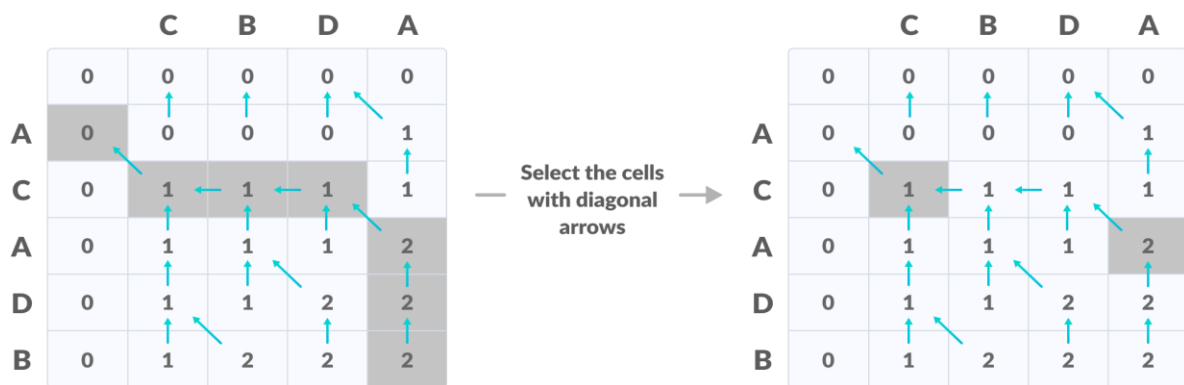 C B D A
0 0 0 0 0
A 0 0 0 0 1
C 0 1 1 1 1
A 0 1 1 1 2
D 0 1 1 2 2
B 0 1 2 2 2
Select the cells
with diagonal
arrows
C B D A
0 0 0 0 0
A 0 0 0 0 1
C 0 1 1 1 1
A 0 1 1 1 2
D 0 1 1 2 2
B 0 1 2 2 2